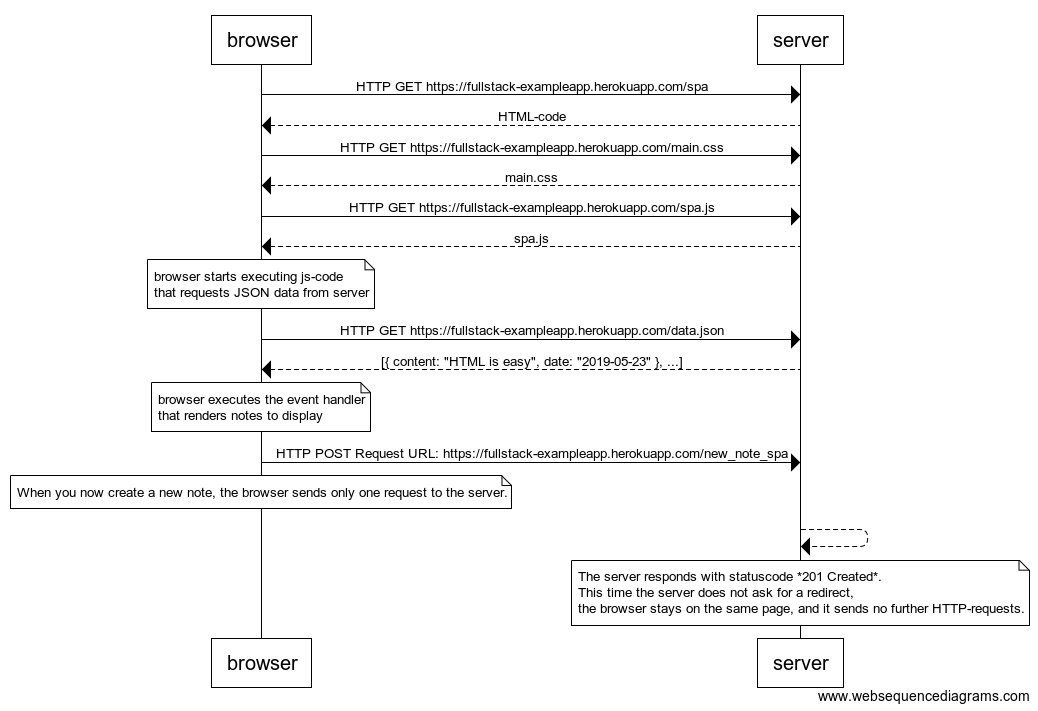 browser
server
HTTP GET https://fullstack-exampleapp.herokuapp.com/spa
HTML-code
HTTP GET https://fullstack-exampleapp.herokuapp.com/main.css
main.css
HTTP GET https://fullstack-exampleapp.herokuapp.com/spa.js
spa.js
browser starts executing js-code
that requests JSON data from server
HTTP GET https://fullstack-exampleapp.herokuapp.com/data.json
[{ content: "HTML is easy", date: "2019-05-23" }, ...]
browser executes the event handler
that renders notes to display
HTTP POST Request URL: https://fullstack-exampleapp.herokuapp.com/new_note_spa
When you now create a new note, the browser sends only one request to the server.
The server responds with statuscode *201 Created*.
This time the server does not ask for a redirect,
the browser stays on the same page, and it sends no further HTTP-requests.
browser
server
www.websequencediagrams.com